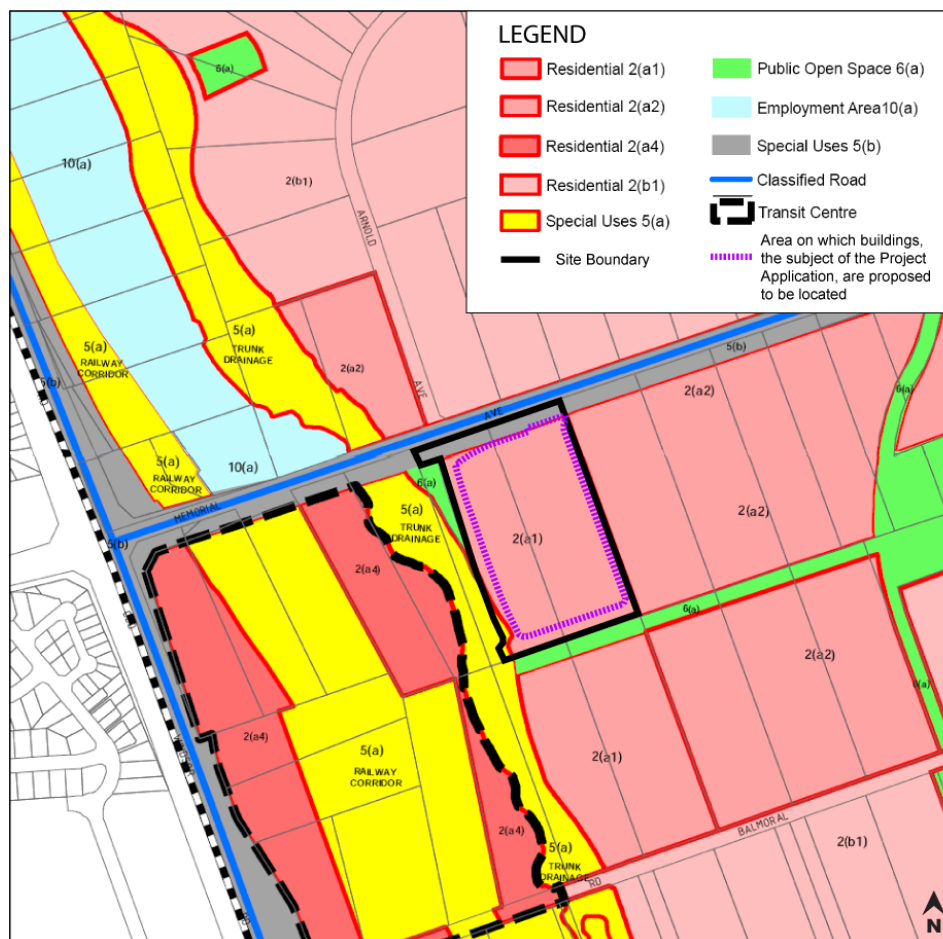 LEGEND
Residential 2(a1)
Residential 2(a2)
Residential 2(a4)
Residential 2(b1)
Special Uses 5(a)
Site Boundary
Public Open Space 6(a)
Employment Area10(a)
Special Uses 5(b)
Classified Road
Transit Centre
Area on which buildings,
the subject of the Project
Application, are proposed
to be located
6(a)
10(a)
2(b1)
ARNOLD
AVE
5(a)
RAILWAY
CORRIDOR
5(b)
5(a)
TRUNK
DRAINAGE
2(a2)
5(b)
6(a)
2(a2)
AVE
5(a)
RAILWAY
CORRIDOR
10(a)
MEMORIAL
5(b)
6(a)
5(a)
TRUNK
DRAINAGE
2(a1)
2(a2)
2(a4)
6(a)
2(a2)
6(a)
2(a4)
5(a)
RAILWAY
CORRIDOR
2(a1)
2(a4)
BALMORAL
RD
2(b1)
5(a)
TRUNK
DRAINAGE
N